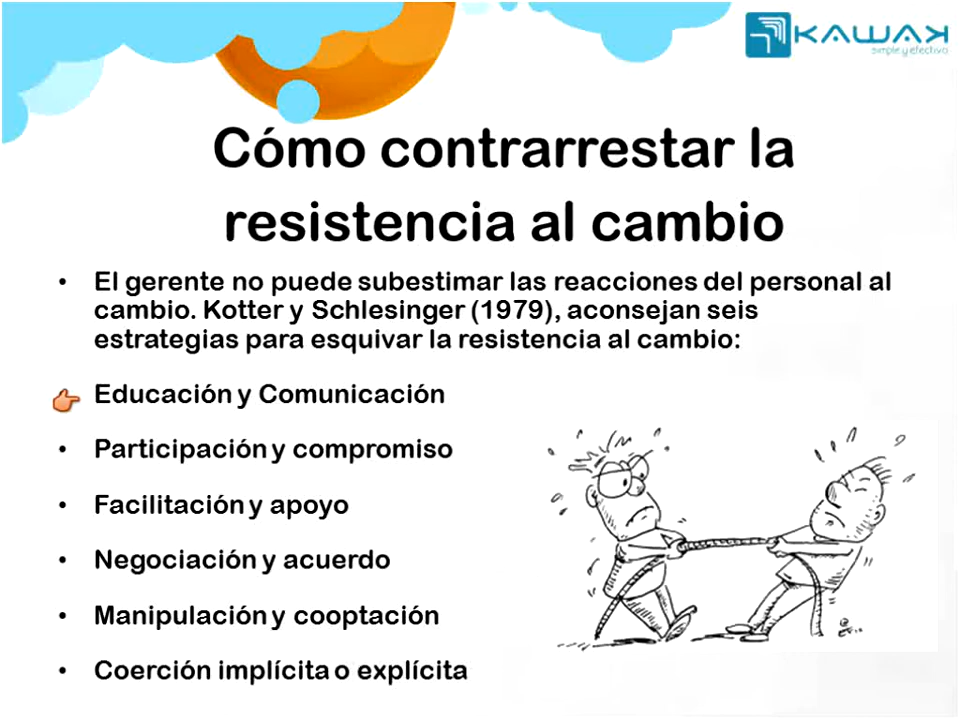 KAWAK
simple y efectivo
Cómo contrarrestar la
resistencia al cambio
• El gerente no puede subestimar las reacciones del personal al
cambio. Kotter y Schlesinger (1979), aconsejan seis
estrategias para esquivar la resistencia al cambio:
Educación y Comunicación
• Participación y compromiso
• Facilitación y apoyo
• Negociación y acuerdo
• Manipulación y cooptación
• Coerción implícita o explícita